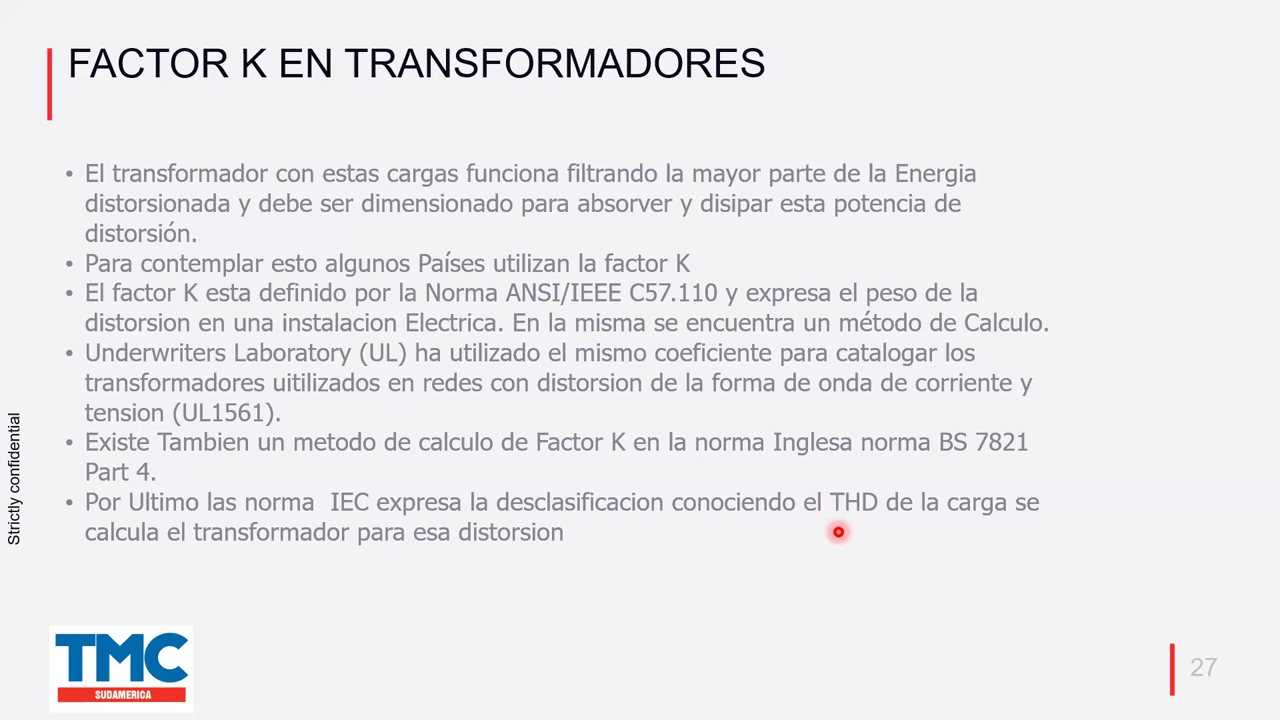 FACTOR K EN TRANSFORMADORES
• El transformador con estas cargas funciona filtrando la mayor parte de la Energia
distorsionada y debe ser dimensionado para absorver y disipar esta potencia de
distorsión.
• Para contemplar esto algunos Países utilizan la factor K
• El factor K esta definido por la Norma ANSI/IEEE C57.110 y expresa el peso de la
distorsion en una instalacion Electrica. En la misma se encuentra un método de Calculo.
• Underwriters Laboratory (UL) ha utilizado el mismo coeficiente para catalogar los
transformadores uitilizados en redes con distorsion de la forma de onda de corriente y
tension (UL1561).
• Existe Tambien un metodo de calculo de Factor K en la norma Inglesa norma BS 7821
Part 4.
• Por Ultimo las norma  IEC expresa la desclasificacion conociendo el THD de la carga se
calcula el transformador para esa distorsion
Strictly confidential
TMC
SUDAMERICA
27